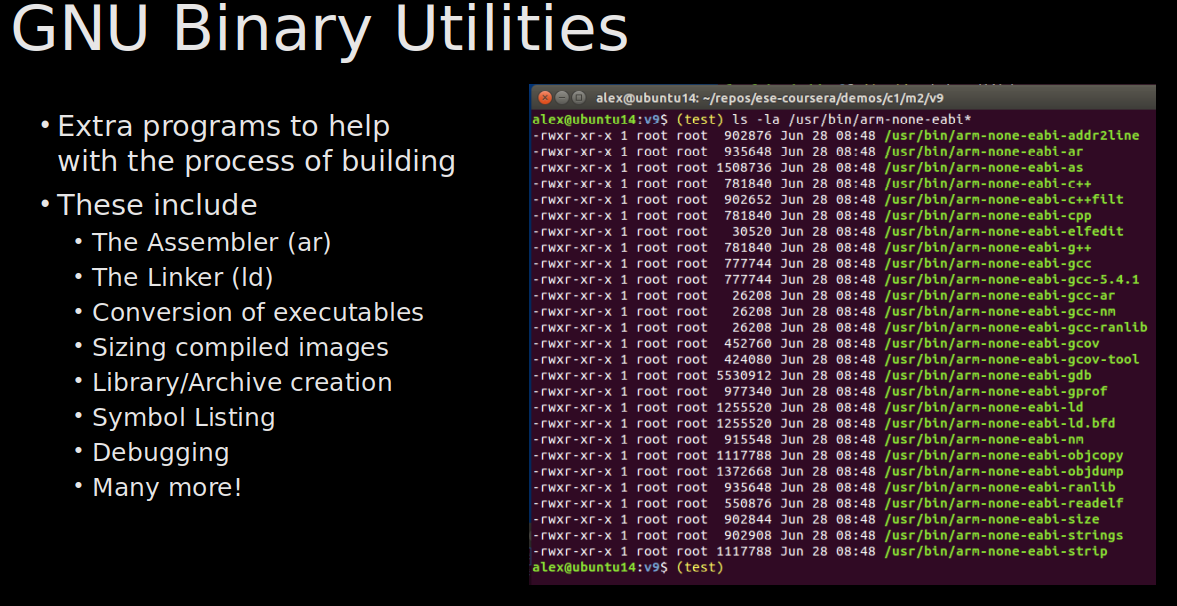 GNU Binary Utilities
• Extra programs to help
with the process of building
• These include
• The Assembler (ar)
• The Linker (ld)
• Conversion of executables
• Sizing compiled images
• Library/Archive creation
• Symbol Listing
• Debugging
• Many more!
alex@ubuntu14: ~/repos/ese-coursera/demos/c1/m2/v9
alex@ubuntu14:v9$ (test) ls -la /usr/bin/arm-none-eabi*
-rwxr-xr-x 1 root root 902876 Jun 28 08:48 /usr/bin/arm-none-eabi-addr2line
-rwxr-xr-x 1 root root 935648 Jun 28 08:48 /usr/bin/arm-none-eabi-ar
-rwxr-xr-x 1 root root 1508736 Jun 28 08:48 /usr/bin/arm-none-eabi-as
-rwxr-xr-x 1 root root 781840 Jun 28 08:48 /usr/bin/arm-none-eabi-c++
-rwxr-xr-x 1 root root 902652 Jun 28 08:48 /usr/bin/arm-none-eabi-c++filt
-rwxr-xr-x 1 root root 781840 Jun 28 08:48 /usr/bin/arm-none-eabi-cpp
-rwxr-xr-x 1 root root 30520 Jun 28 08:48 /usr/bin/arm-none-eabi-elfedit
-rwxr-xr-x 1 root root 781840 Jun 28 08:48 /usr/bin/arm-none-eabi-g++
-rwxr-xr-x 1 root root 777744 Jun 28 08:48 /usr/bin/arm-none-eabi-gcc
-rwxr-xr-x 1 root root 777744 Jun 28 08:48 /usr/bin/arm-none-eabi-gcc-5.4.1
-rwxr-xr-x 1 root root 26208 Jun 28 08:48 /usr/bin/arm-none-eabi-gcc-ar
-rwxr-xr-x 1 root root 26208 Jun 28 08:48 /usr/bin/arm-none-eabi-gcc-nm
-rwxr-xr-x 1 root root 26208 Jun 28 08:48 /usr/bin/arm-none-eabi-gcc-ranlib
-rwxr-xr-x 1 root root 452760 Jun 28 08:48 /usr/bin/arm-none-eabi-gcov
-rwxr-xr-x 1 root root 424080 Jun 28 08:48 /usr/bin/arm-none-eabi-gcov-tool
-rwxr-xr-x 1 root root 5530912 Jun 28 08:48 /usr/bin/arm-none-eabi-gdb
-rwxr-xr-x 1 root root 977340 Jun 28 08:48 /usr/bin/arm-none-eabi-gprof
-rwxr-xr-x 1 root root 1255520 Jun 28 08:48 /usr/bin/arm-none-eabi-ld
-rwxr-xr-x 1 root root 1255520 Jun 28 08:48 /usr/bin/arm-none-eabi-ld.bfd
-rwxr-xr-x 1 root root 915548 Jun 28 08:48 /usr/bin/arm-none-eabi-nm
-rwxr-xr-x 1 root root 1117788 Jun 28 08:48 /usr/bin/arm-none-eabi-objcopy
-rwxr-xr-x 1 root root 1372668 Jun 28 08:48 /usr/bin/arm-none-eabi-objdump
-rwxr-xr-x 1 root root 935648 Jun 28 08:48 /usr/bin/arm-none-eabi-ranlib
-rwxr-xr-x 1 root root 550876 Jun 28 08:48 /usr/bin/arm-none-eabi-readelf
-rwxr-xr-x 1 root root 902844 Jun 28 08:48 /usr/bin/arm-none-eabi-size
-rwxr-xr-x 1 root root 902908 Jun 28 08:48 /usr/bin/arm-none-eabi-strings
-rwxr-xr-x 1 root root 1117788 Jun 28 08:48 /usr/bin/arm-none-eabi-strip
alex@ubuntu14:v9$ (test)